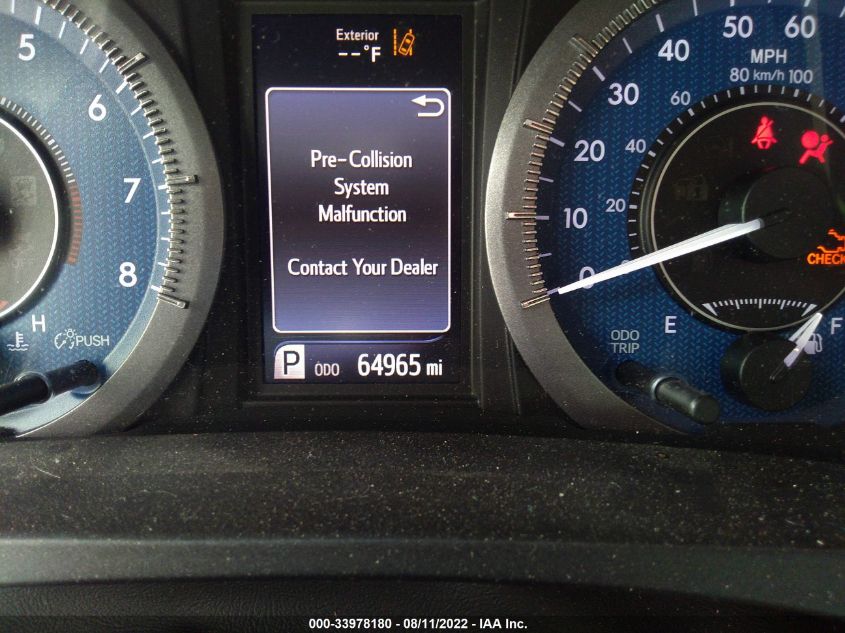 5
6
7
8
H
PUSH
Exterior
--°F
Pre-Collision
System
Malfunction
Contact Your Dealer
P ODO 64965 mi
0
10
20
30
40
50
60
MPH
80 km/h 100
60
40
20
CHECK
E
F
ODO
TRIP
000-33978180 - 08/11/2022 - IAA Inc.